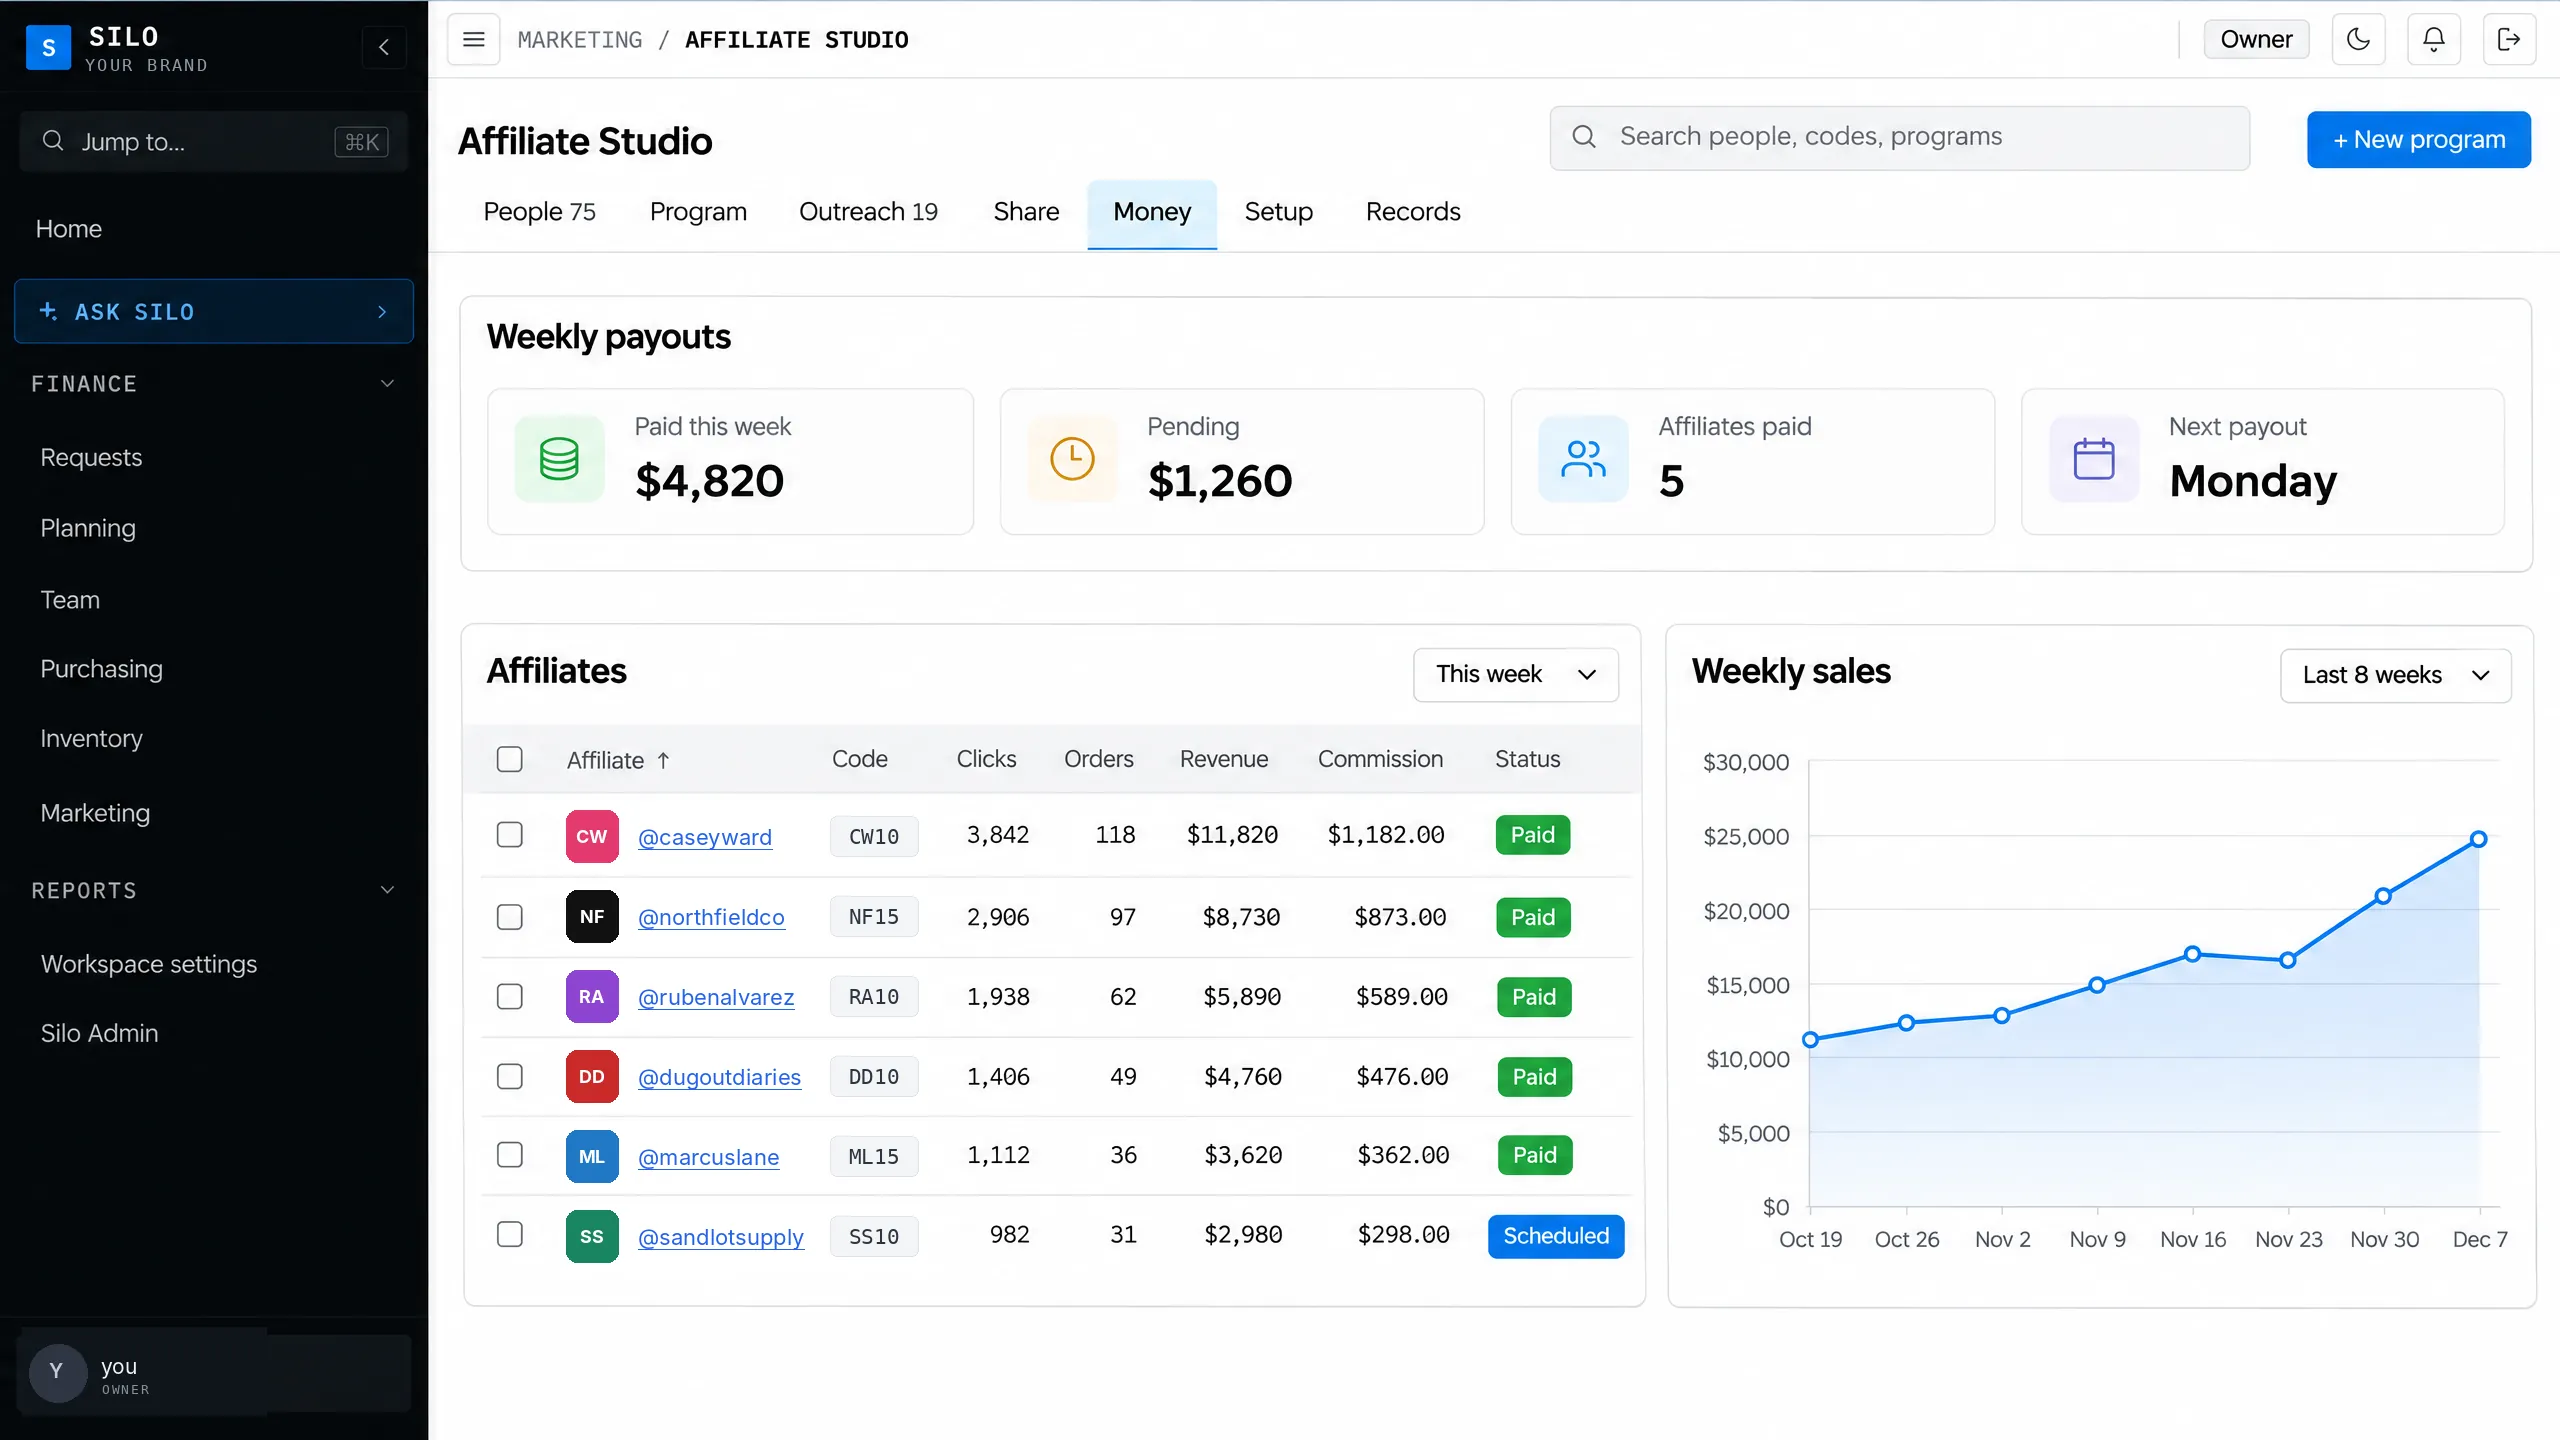 S
SILO
YOUR BRAND
Jump to...
⌘K
Home
ASK SILO
FINANCE
Requests
Planning
Team
Purchasing
Inventory
Marketing
REPORTS
Workspace settings
Silo Admin
Y
you
OWNER
MARKETING / AFFILIATE STUDIO
Owner
Affiliate Studio
Search people, codes, programs
+ New program
People 75
Program
Outreach 19
Share
Money
Setup
Records
Weekly payouts
Paid this week
$4,820
Pending
$1,260
Affiliates paid
5
Next payout
Monday
Affiliates
This week
Affiliate ↑ Code Clicks Orders Revenue Commission Status
CW @caseyward CW10 3,842 118 $11,820 $1,182.00 Paid
NF @northfieldco NF15 2,906 97 $8,730 $873.00 Paid
RA @rubenalvarez RA10 1,938 62 $5,890 $589.00 Paid
DD @dugoutdiaries DD10 1,406 49 $4,760 $476.00 Paid
ML @marcuslane ML15 1,112 36 $3,620 $362.00 Paid
SS @sandlotsupply SS10 982 31 $2,980 $298.00 Scheduled
Weekly sales
Last 8 weeks
$30,000
$25,000
$20,000
$15,000
$10,000
$5,000
$0
Oct 19 Oct 26 Nov 2 Nov 9 Nov 16 Nov 23 Nov 30 Dec 7